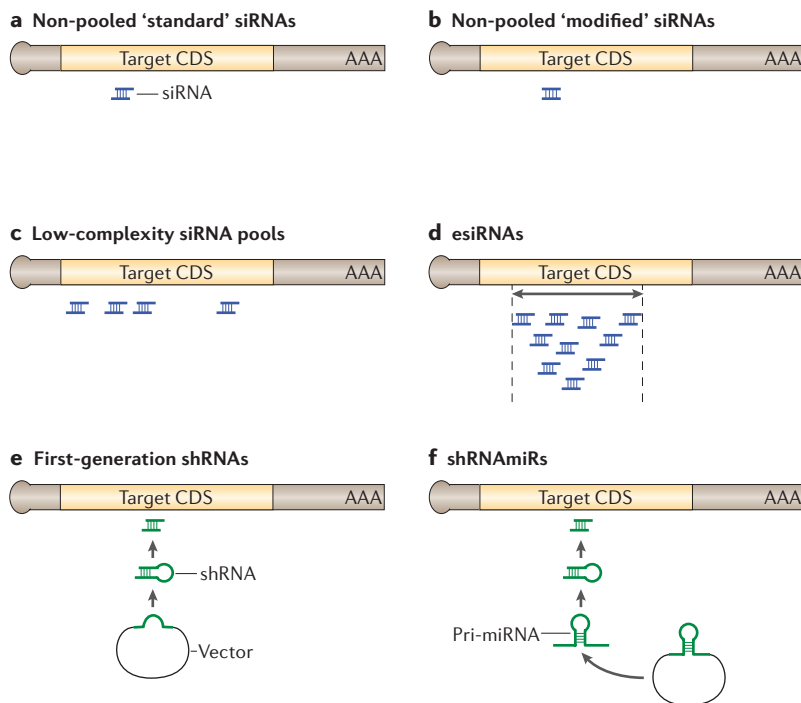 a Non-pooled ‘standard’ siRNAs
Target CDS
AAA
siRNA
b Non-pooled ‘modified’ siRNAs
Target CDS
AAA
c Low-complexity siRNA pools
Target CDS
AAA
d esiRNAs
Target CDS
AAA
e First-generation shRNAs
Target CDS
AAA
shRNA
Vector
f shRNAmiRs
Target CDS
AAA
Pri-miRNA